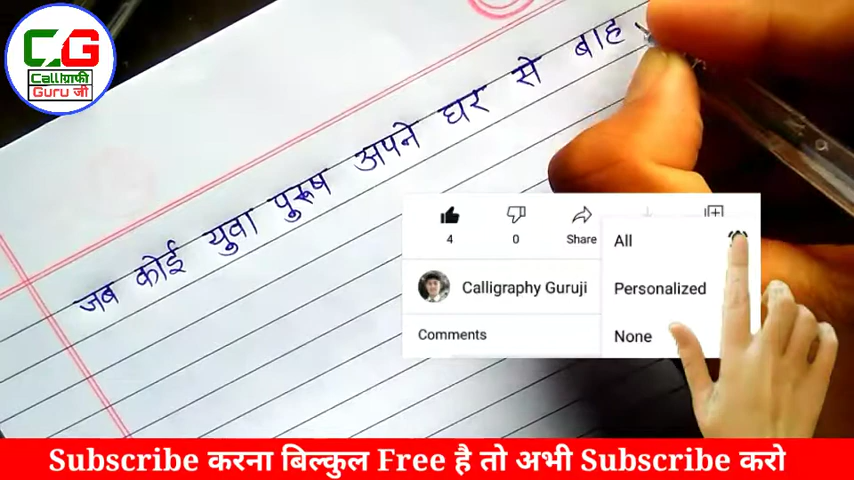 CG
Calliग्राफी
Guru जी
जब कोई युवा पुरूष अपने घर से बाह
4
0
Share
All
Calligraphy Guruji
Personalized
Comments
None
Subscribe करना बिल्कुल Free है तो अभी Subscribe करो